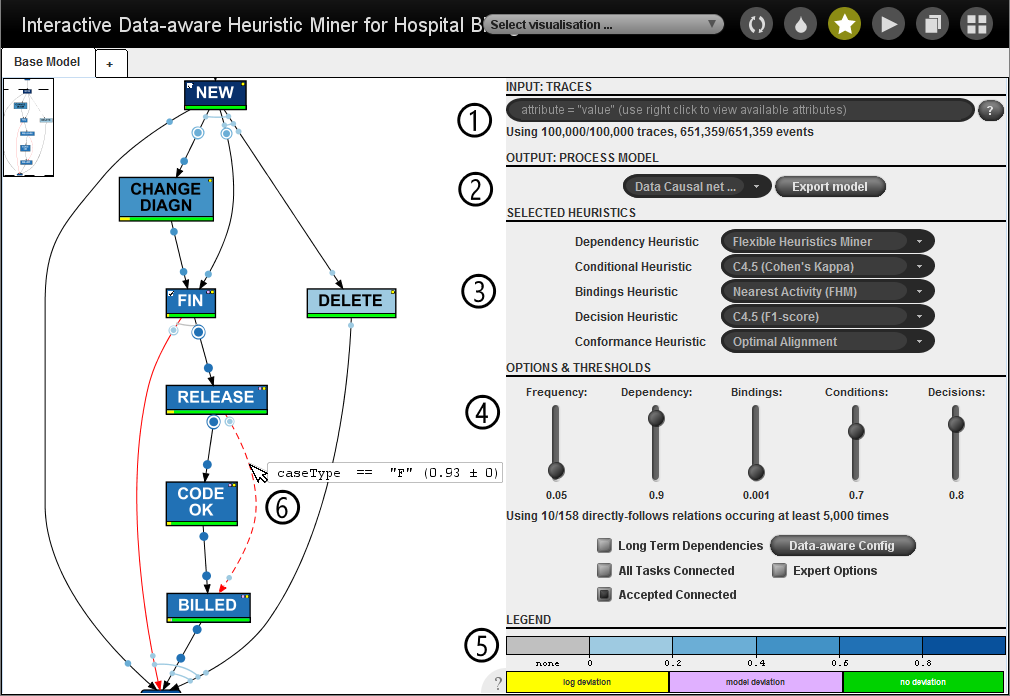 Interactive Data-aware Heuristic Miner for Hospital Bi
Select visualisation ...
Base Model
+
NEW
CHANGE
DIAGN
FIN
DELETE
RELEASE
caseType == "F" (0.93 ± 0)
CODE
OK
6
BILLED
INPUT: TRACES
1
attribute = "value" (use right click to view available attributes)
?
Using 100,000/100,000 traces, 651,359/651,359 events
OUTPUT: PROCESS MODEL
2
Data Causal net ...
Export model
SELECTED HEURISTICS
3
Dependency Heuristic Flexible Heuristics Miner
Conditional Heuristic C4.5 (Cohen's Kappa)
Bindings Heuristic Nearest Activity (FHM)
Decision Heuristic C4.5 (F1-score)
Conformance Heuristic Optimal Alignment
OPTIONS & THRESHOLDS
4
Frequency: Dependency: Bindings: Conditions: Decisions:
0.05 0.9 0.001 0.7 0.8
Using 10/158 directly-follows relations occuring at least 5,000 times
Long Term Dependencies Data-aware Config
All Tasks Connected Expert Options
Accepted Connected
LEGEND
5
none 0 0.2 0.4 0.6 0.8
?
log deviation model deviation no deviation